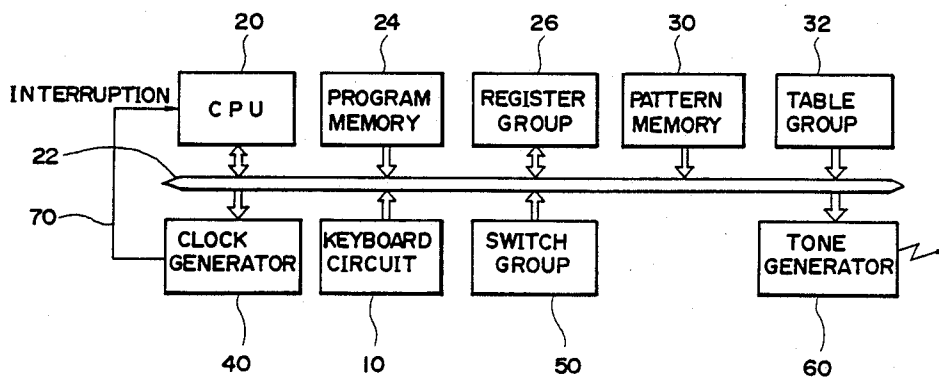 20 24 26 30 32
INTERRUPTION
CPU
PROGRAM
MEMORY
REGISTER
GROUP
PATTERN
MEMORY
TABLE
GROUP
22
70
CLOCK
GENERATOR
KEYBOARD
CIRCUIT
SWITCH
GROUP
TONE
GENERATOR
40 10 50 60